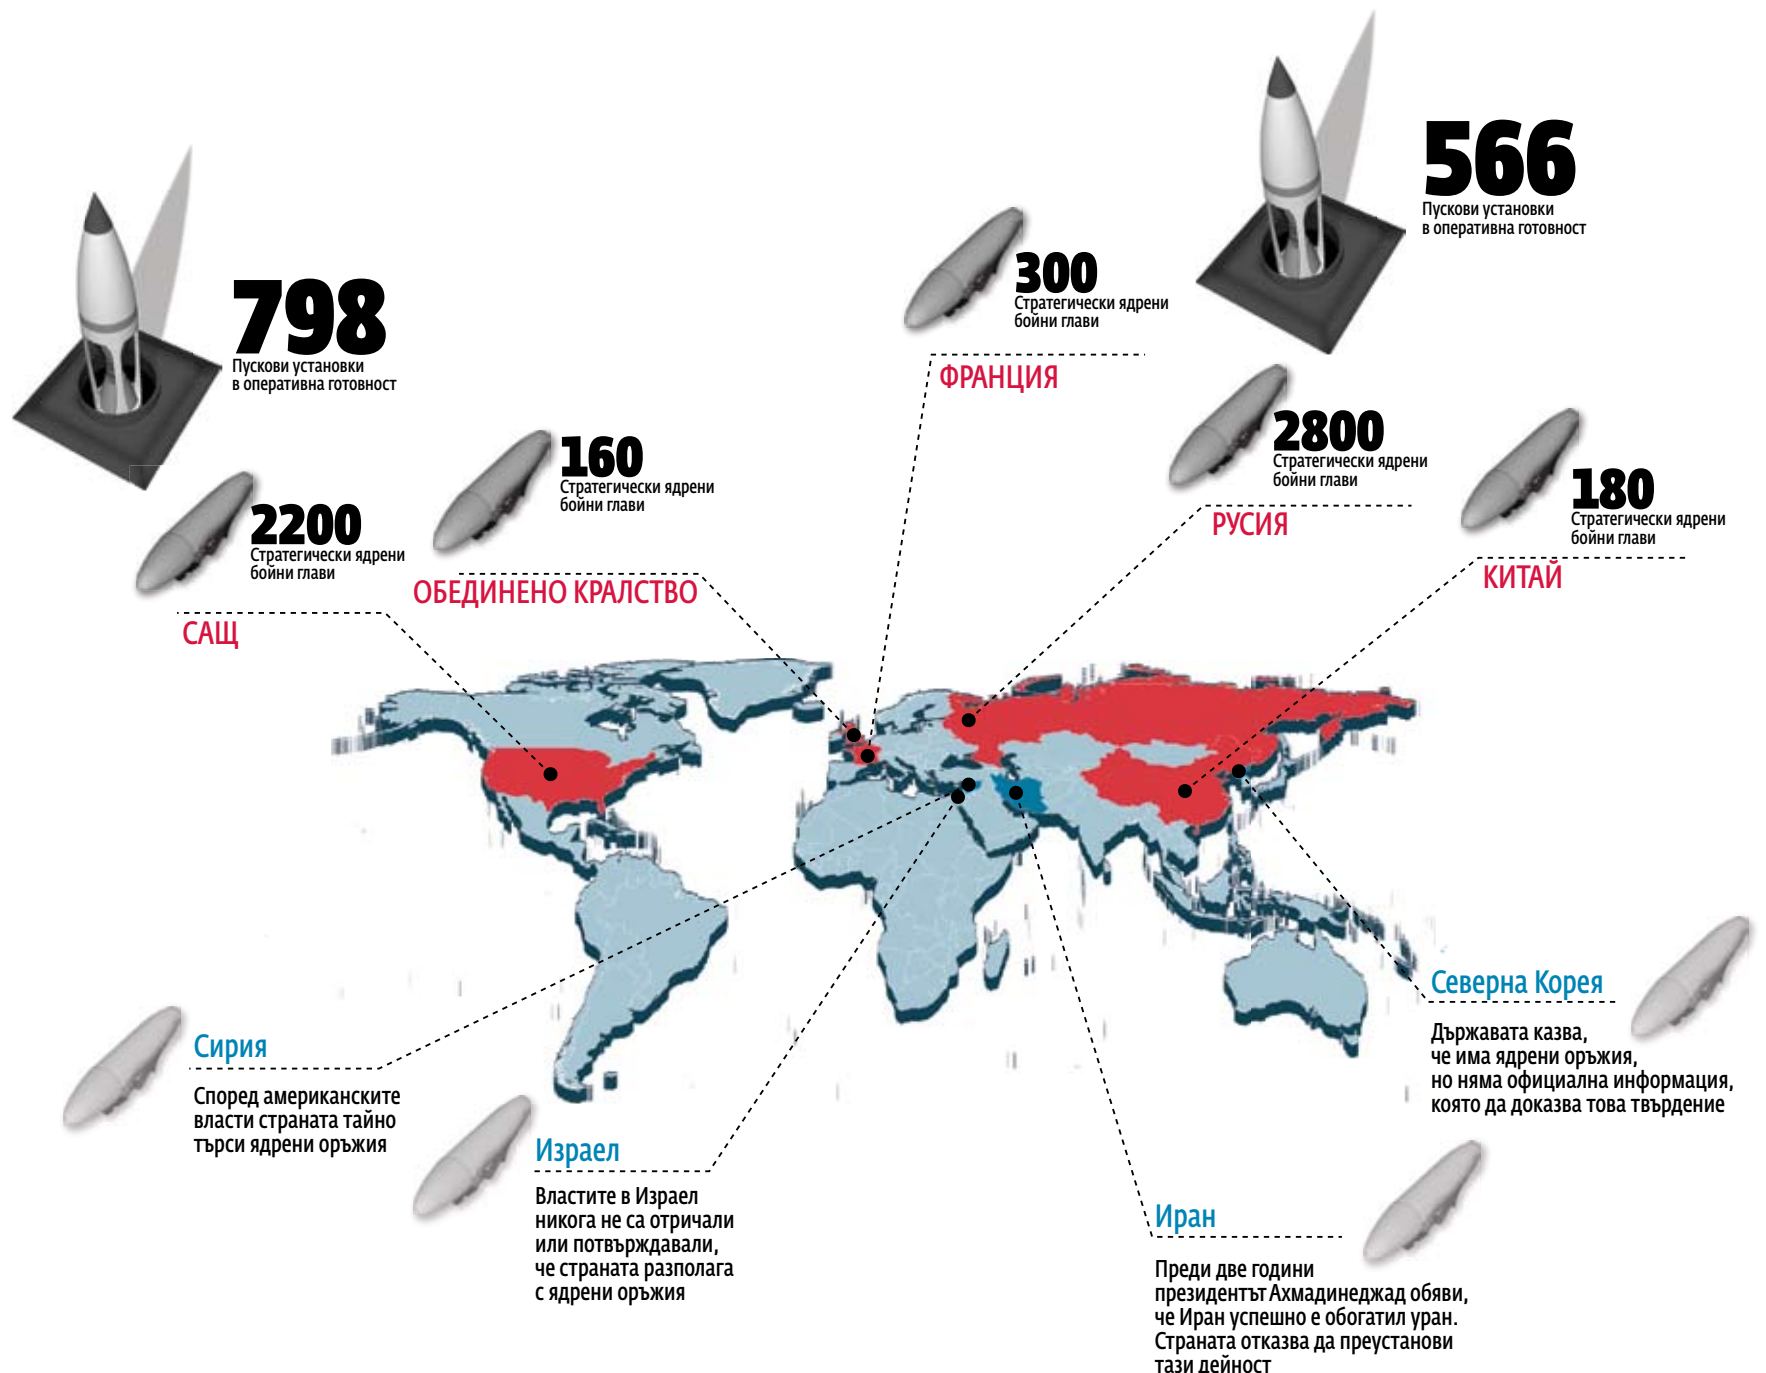 566
Пускови установки
в оперативна готовност
798
Пускови установки
в оперативна готовност
300
Стратегически ядрени
бойни глави
ФРАНЦИЯ
2800
Стратегически ядрени
бойни глави
РУСИЯ
160
Стратегически ядрени
бойни глави
ОБЕДИНЕНО КРАЛСТВО
180
Стратегически ядрени
бойни глави
КИТАЙ
2200
Стратегически ядрени
бойни глави
САЩ
Сирия
Според американските
власти страната тайно
търси ядрени оръжия
Израел
Властите в Израел
никога не са отричали
или потвърждавали,
че страната разполага
с ядрени оръжия
Северна Корея
Държавата казва,
че има ядрени оръжия,
но няма официална информация,
която да доказва това твърдение
Иран
Преди две години
президентът Ахмадинеджад обяви,
че Иран успешно е обогатил уран.
Страната отказва да преустанови
тази дейност